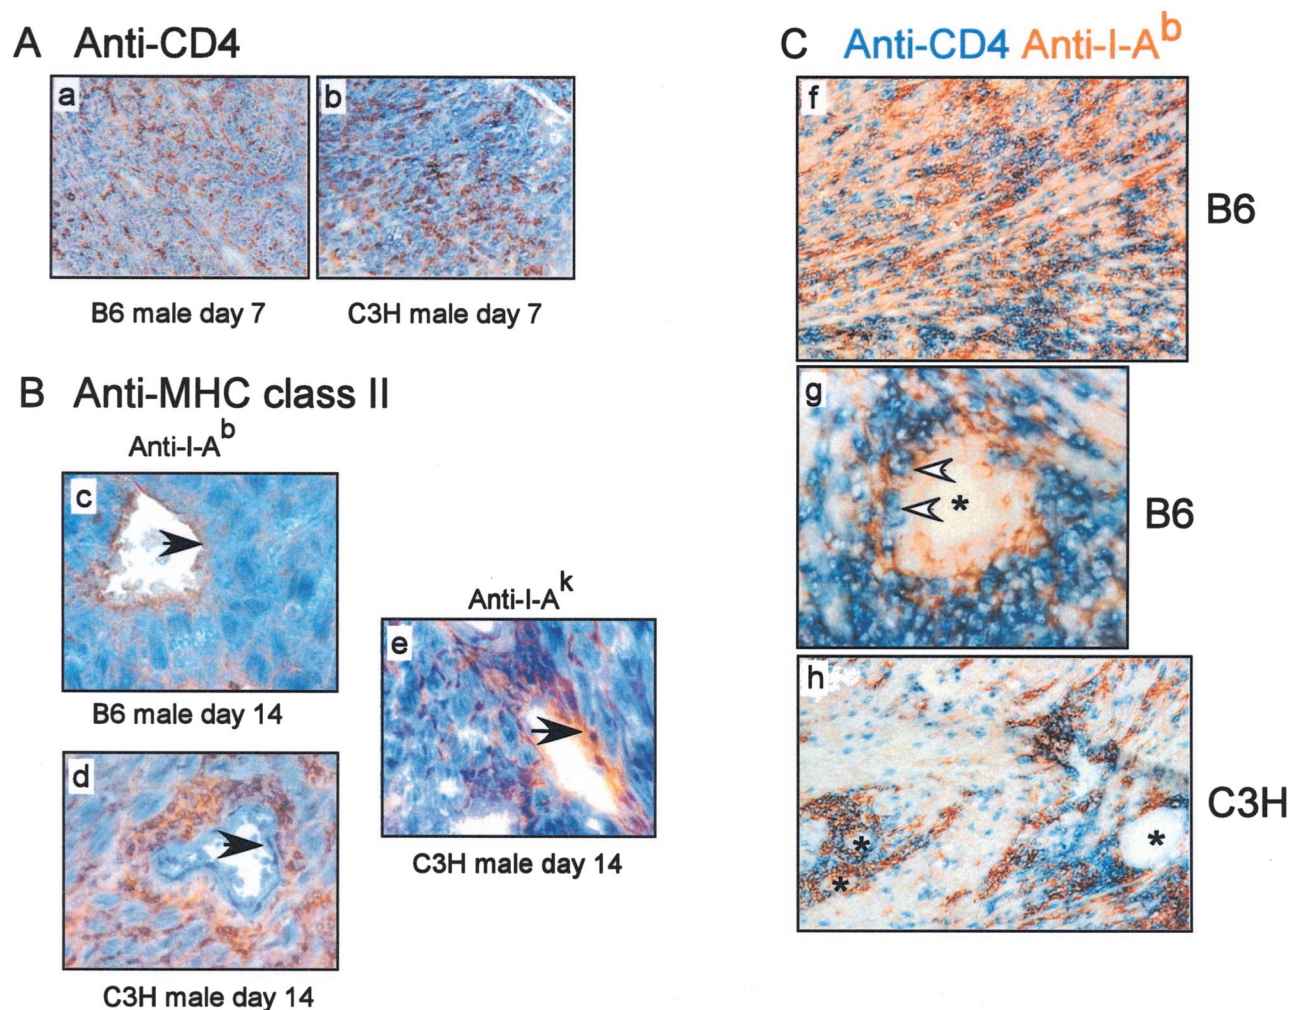 A Anti-CD4
a
b
B6 male day 7
C3H male day 7
B Anti-MHC class II
Anti-I-A^b
c
B6 male day 14
d
C3H male day 14
Anti-I-A^k
e
C3H male day 14
C Anti-CD4 Anti-I-A^b
f
B6
g
*
B6
h
*
*
*
C3H